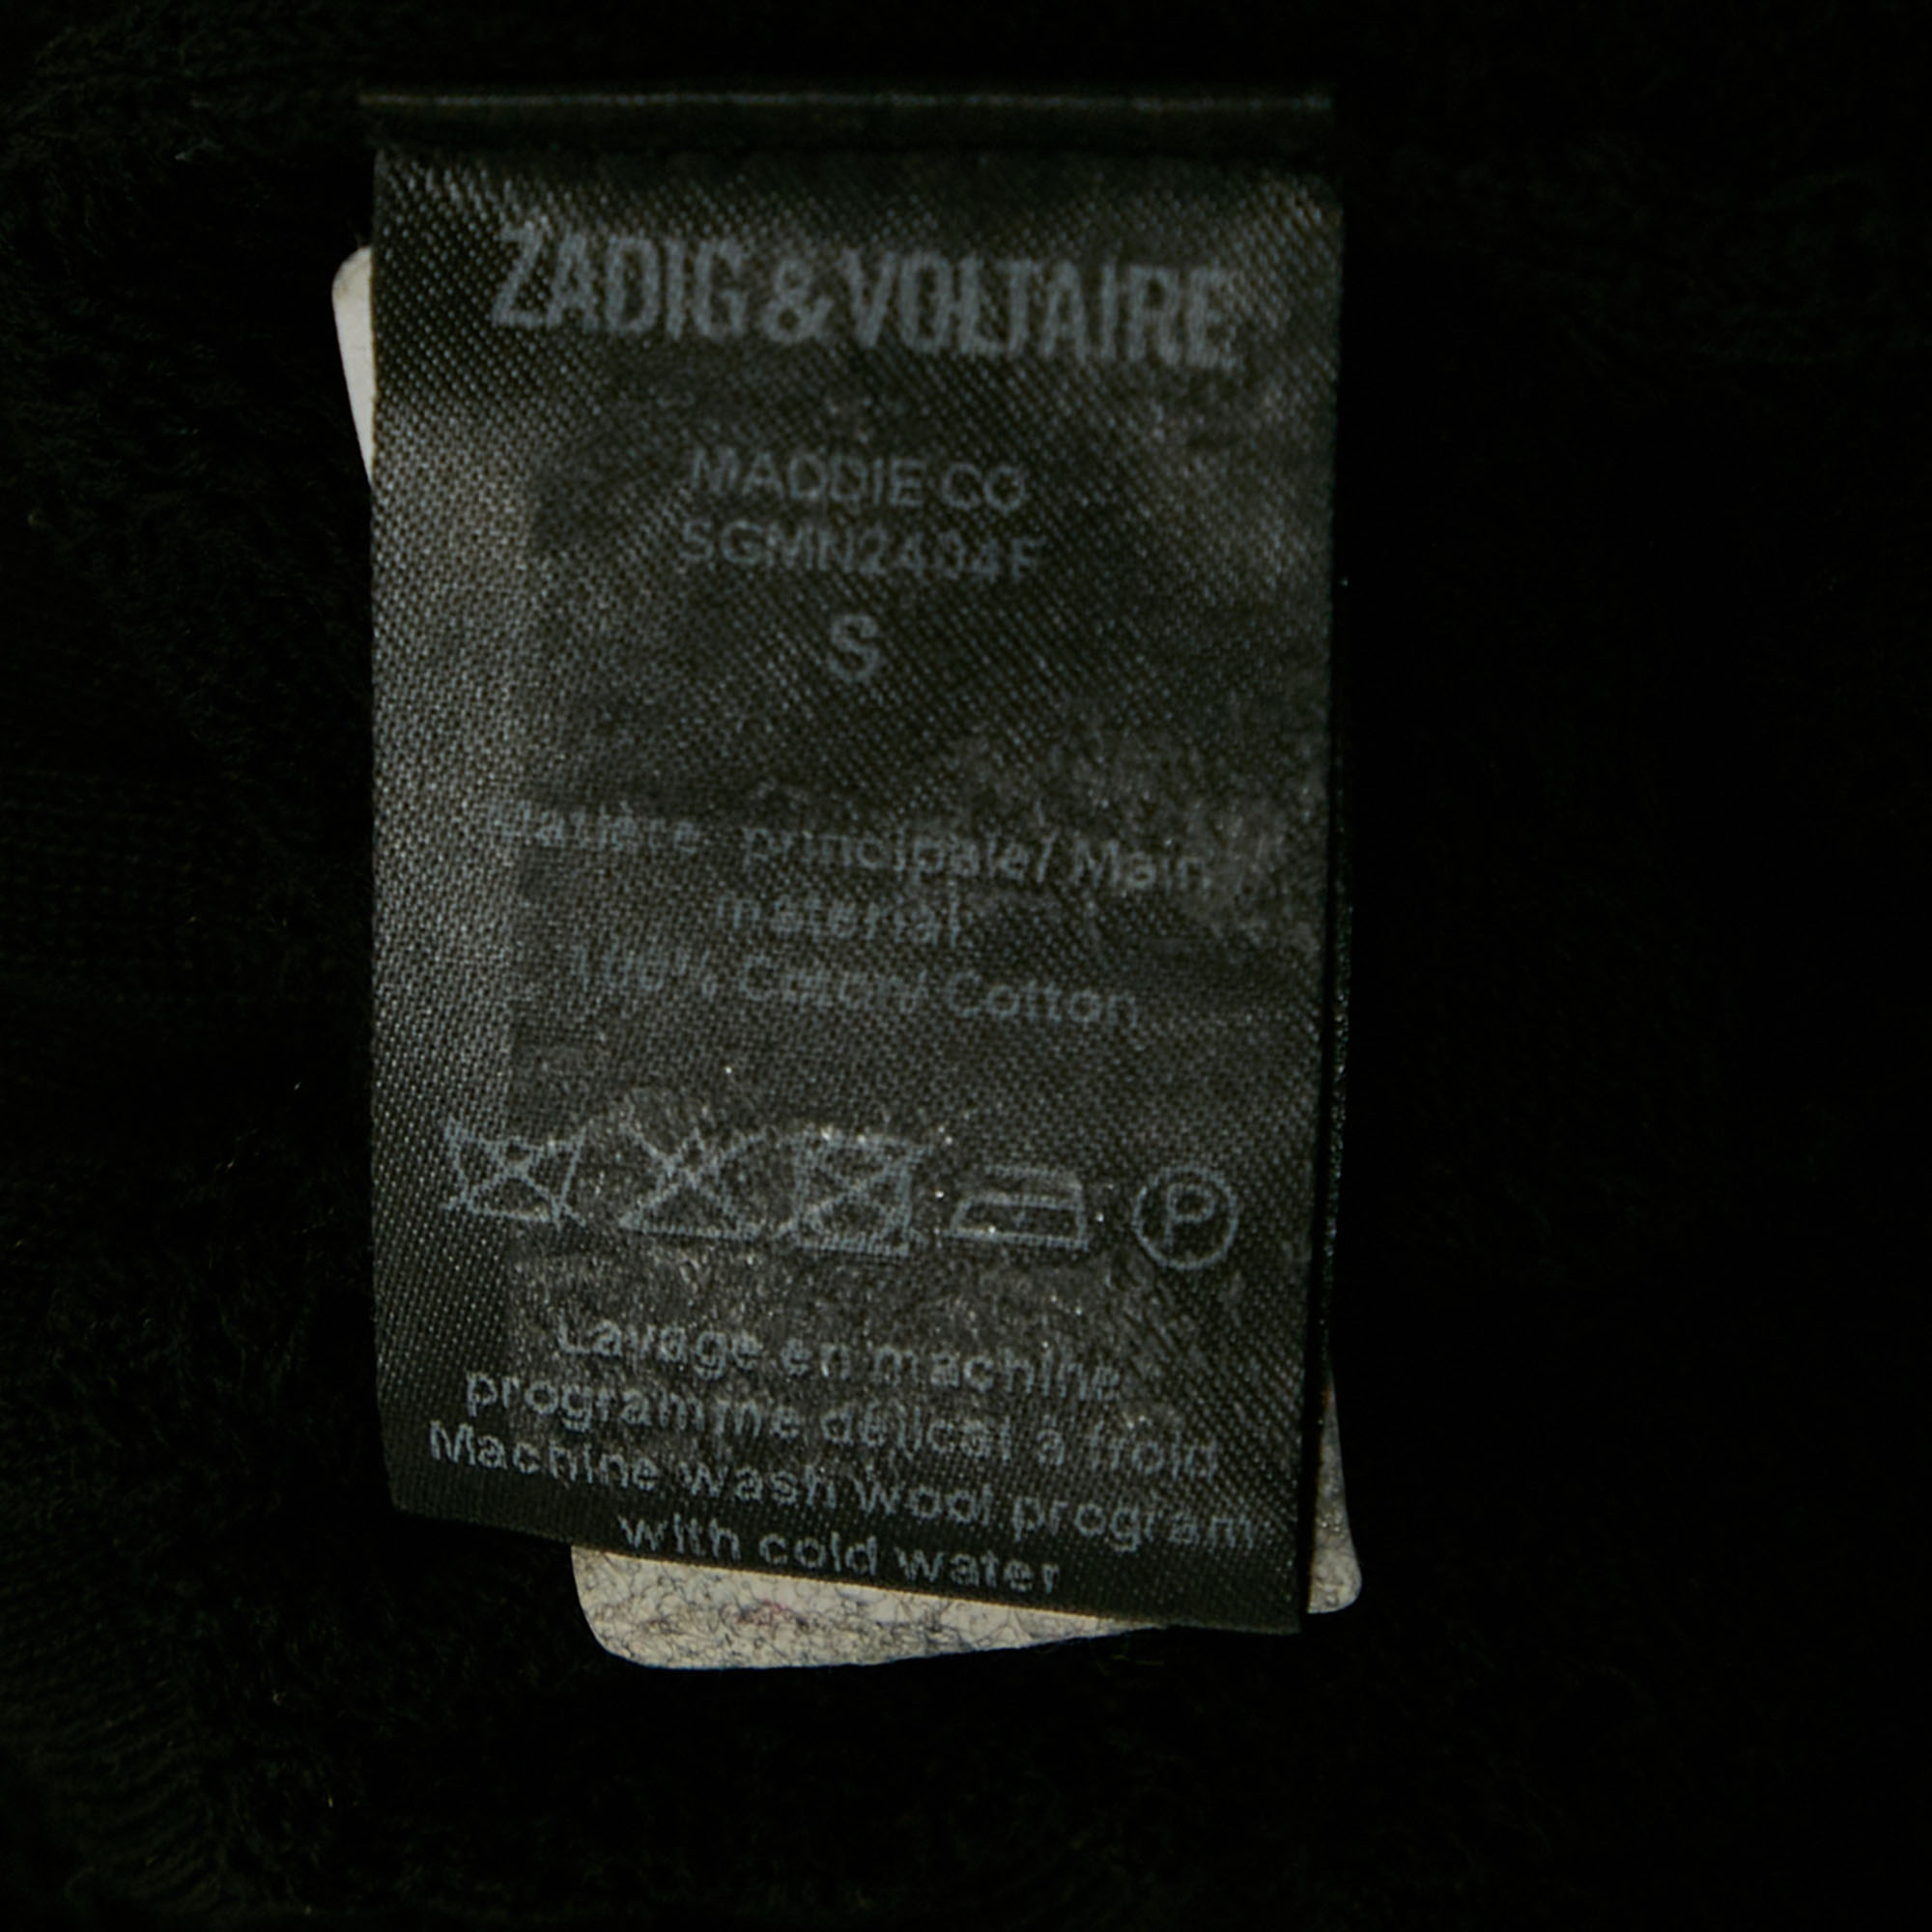 ZADIG & VOLTAIRE
MADDIE CO
SGMN2404F
S
Matière principale/ Main
material
100% Coton/ Cotton
P
Lavage en machine
programme délicat à froid
Machine wash wool program
with cold water